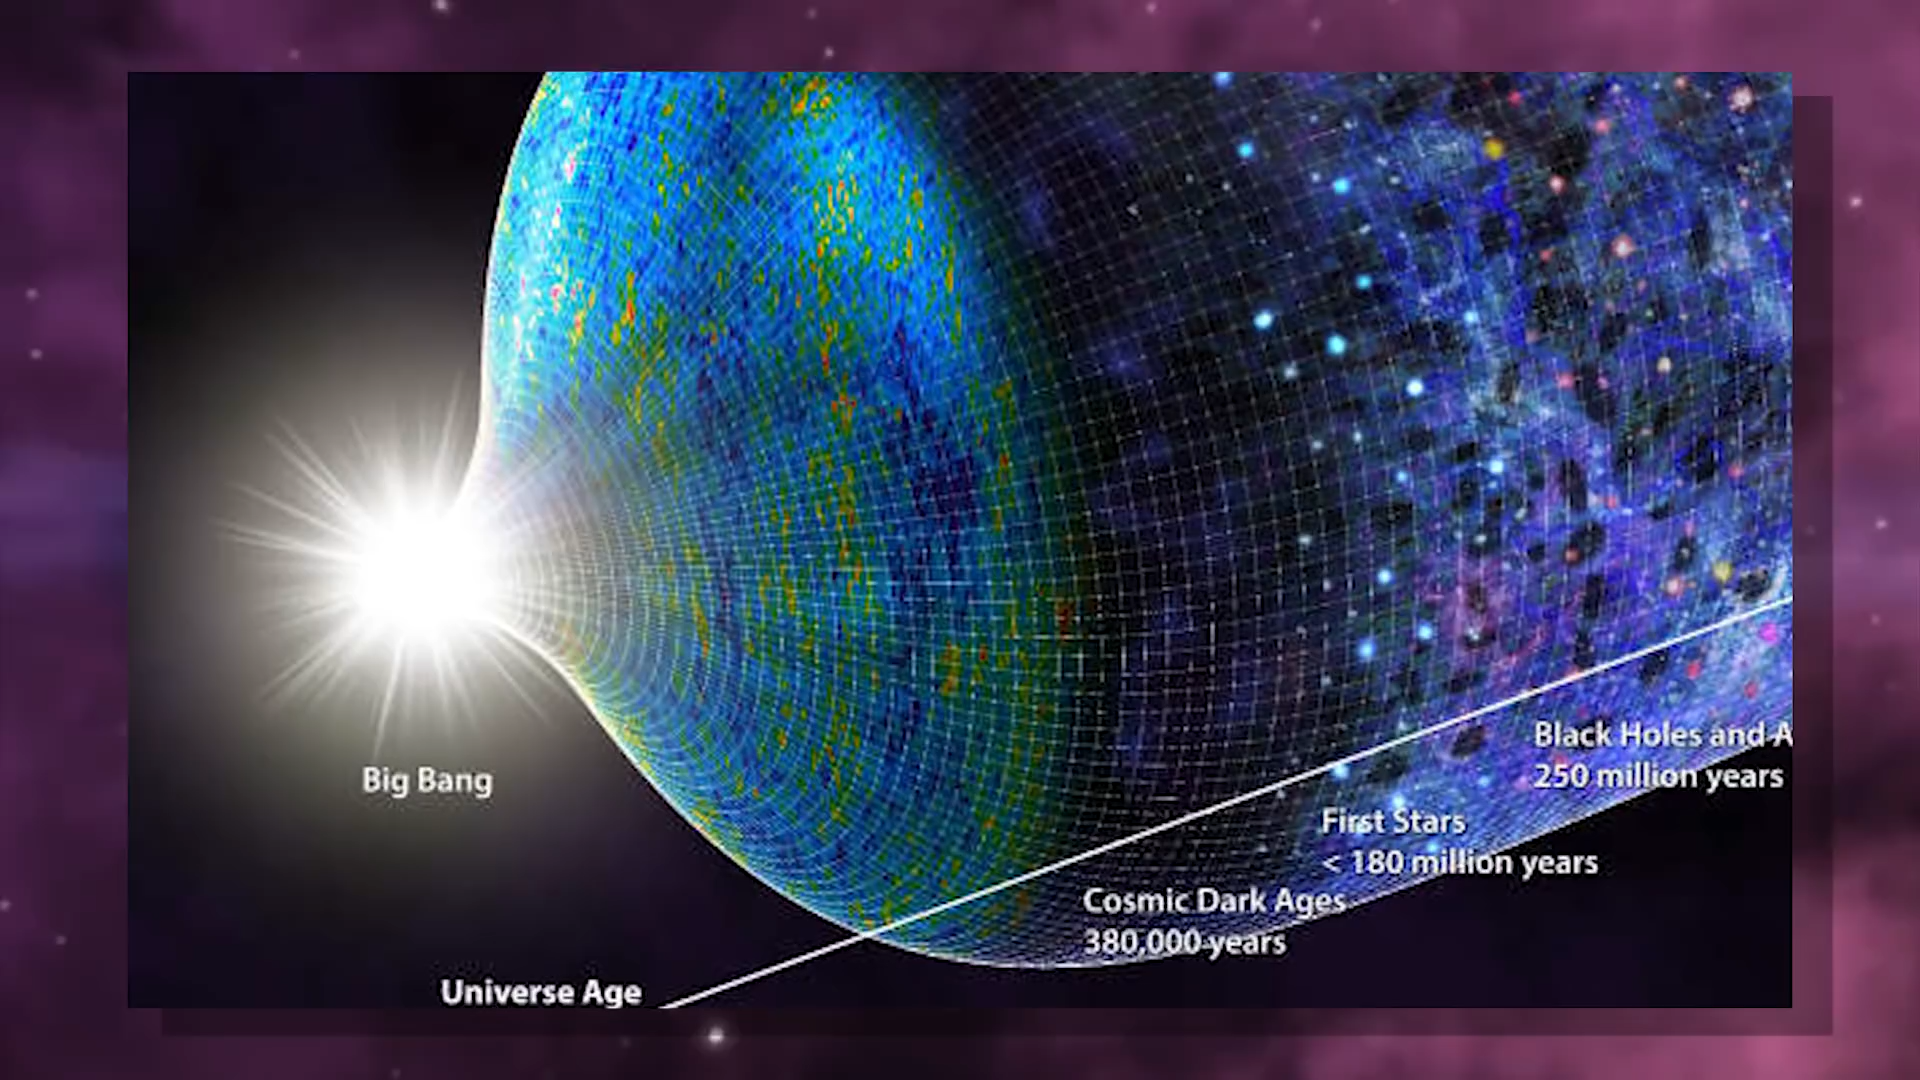 Big Bang
Universe Age
Cosmic Dark Ages
380,000 years
First Stars
< 180 million years
Black Holes and A
250 million years